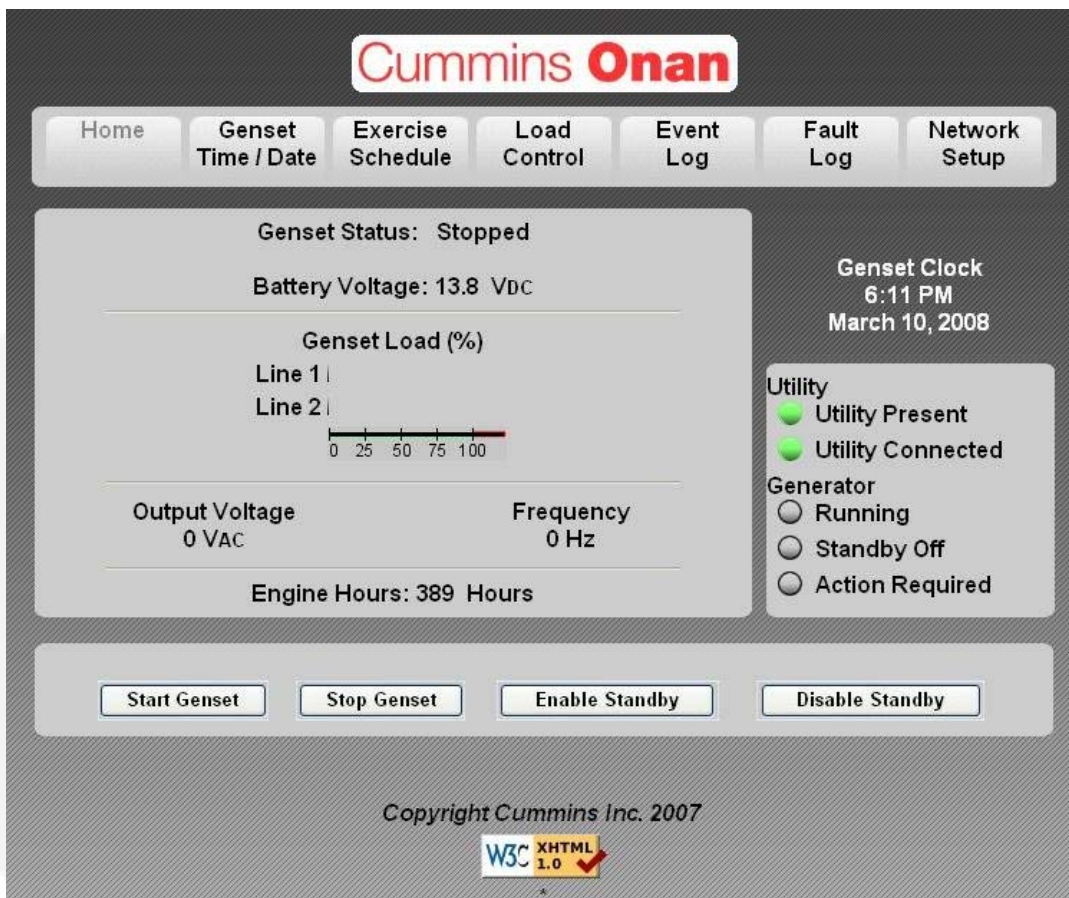 Cummins Onan
Home
Genset
Time / Date
Exercise
Schedule
Load
Control
Event
Log
Fault
Log
Network
Setup
Genset Status: Stopped
Battery Voltage: 13.8 VDC
Genset Load (%)
Line 1
Line 2
0 25 50 75 100
Output Voltage
0 VAC
Frequency
0 Hz
Engine Hours: 389 Hours
Genset Clock
6:11 PM
March 10, 2008
Utility
Utility Present
Utility Connected
Generator
Running
Standby Off
Action Required
Start Genset
Stop Genset
Enable Standby
Disable Standby
Copyright Cummins Inc. 2007
W3C XHTML
1.0
*